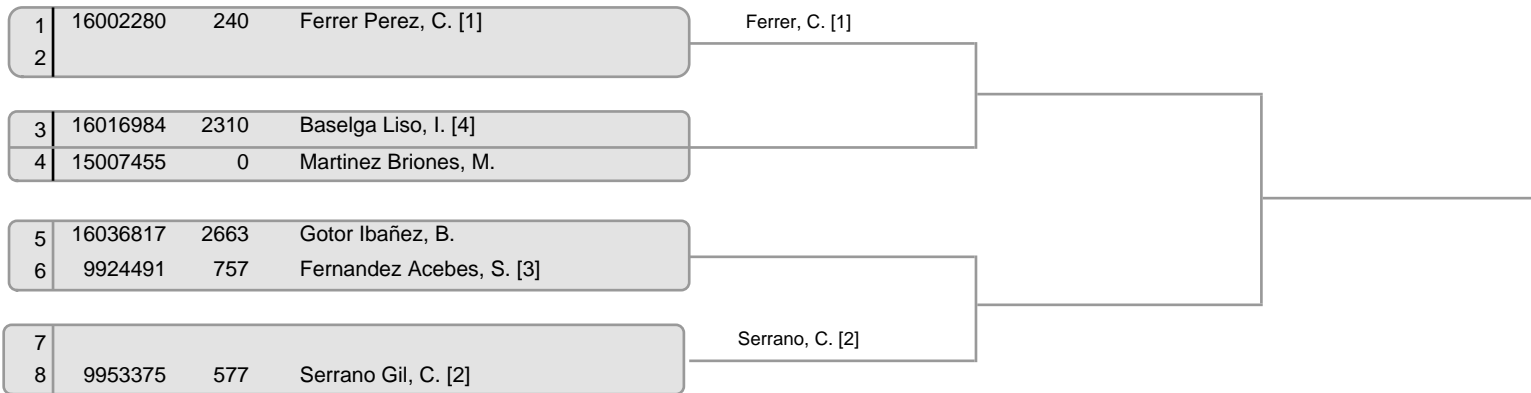 1 16002280 240 Ferrer Perez, C. [1]
Ferrer, C. [1]
2
3 16016984 2310 Baselga Liso, I. [4]
4 15007455 0 Martinez Briones, M.
5 16036817 2663 Gotor Ibañez, B.
6 9924491 757 Fernandez Acebes, S. [3]
7
Serrano, C. [2]
8 9953375 577 Serrano Gil, C. [2]